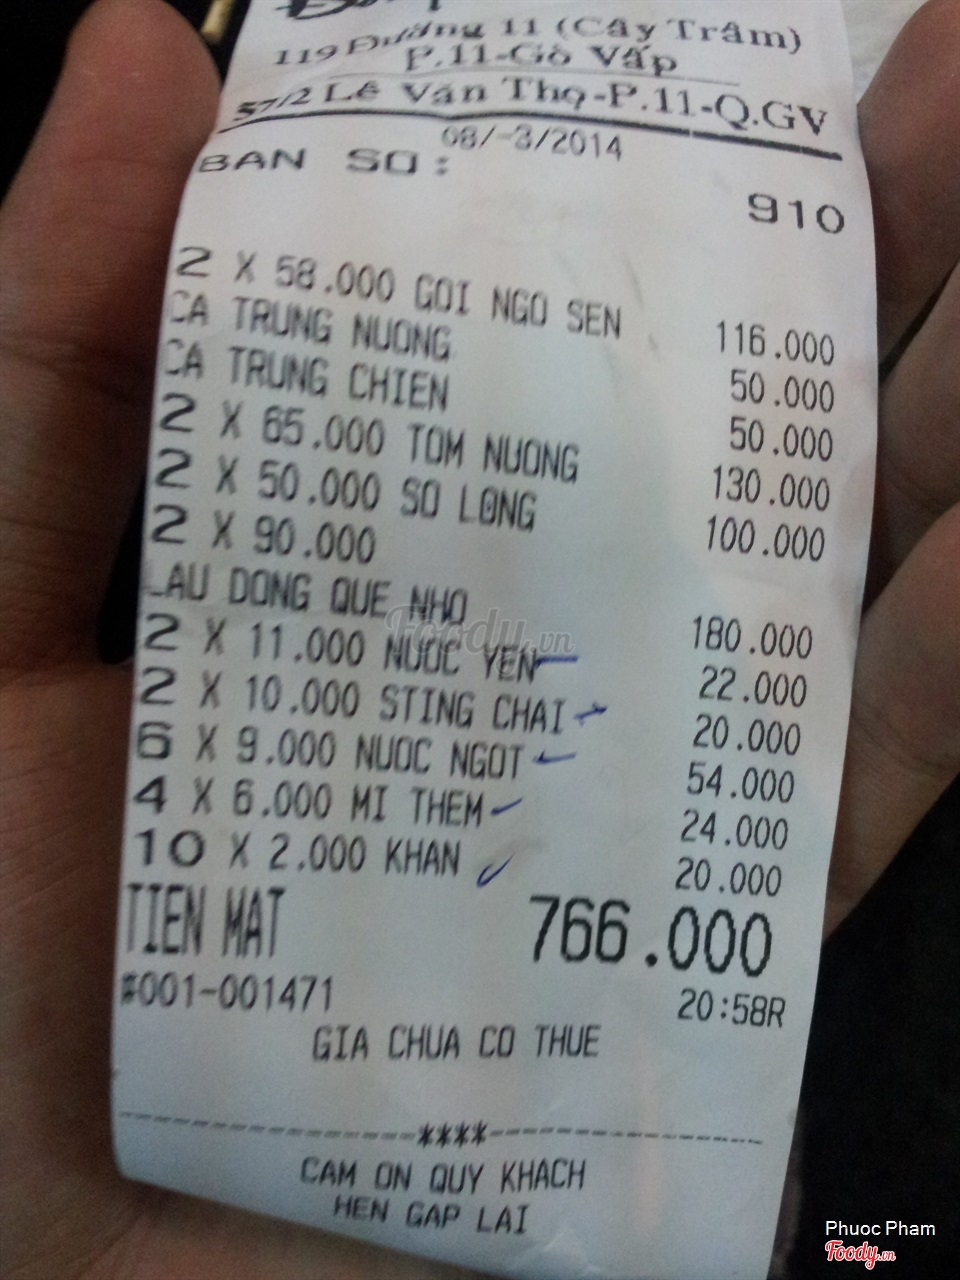 119 Đường 11 (Cây Trâm)
P.11-Gò Vấp
57/2 Lê Văn Thọ-P.11-Q.GV
08/-3/2014
BAN SO:
910
2 X 58.000 GOI NGO SEN 116.000
CA TRUNG NUONG 50.000
CA TRUNG CHIEN 50.000
2 X 65.000 TOM NUONG 130.000
2 X 50.000 SO LONG 100.000
2 X 90.000
LAU DONG QUE NHO 180.000
2 X 11.000 NUOC YEN 22.000
2 X 10.000 STING CHAI 20.000
6 X 9.000 NUOC NGOT 54.000
4 X 6.000 MI THEM 24.000
10 X 2.000 KHAN 20.000
TIEN MAT 766.000
#001-001471 20:58R
GIA CHUA CO THUE
----****----
CAM ON QUY KHACH
HEN GAP LAI
Foody.vn
Phuoc Pham
Foody.vn